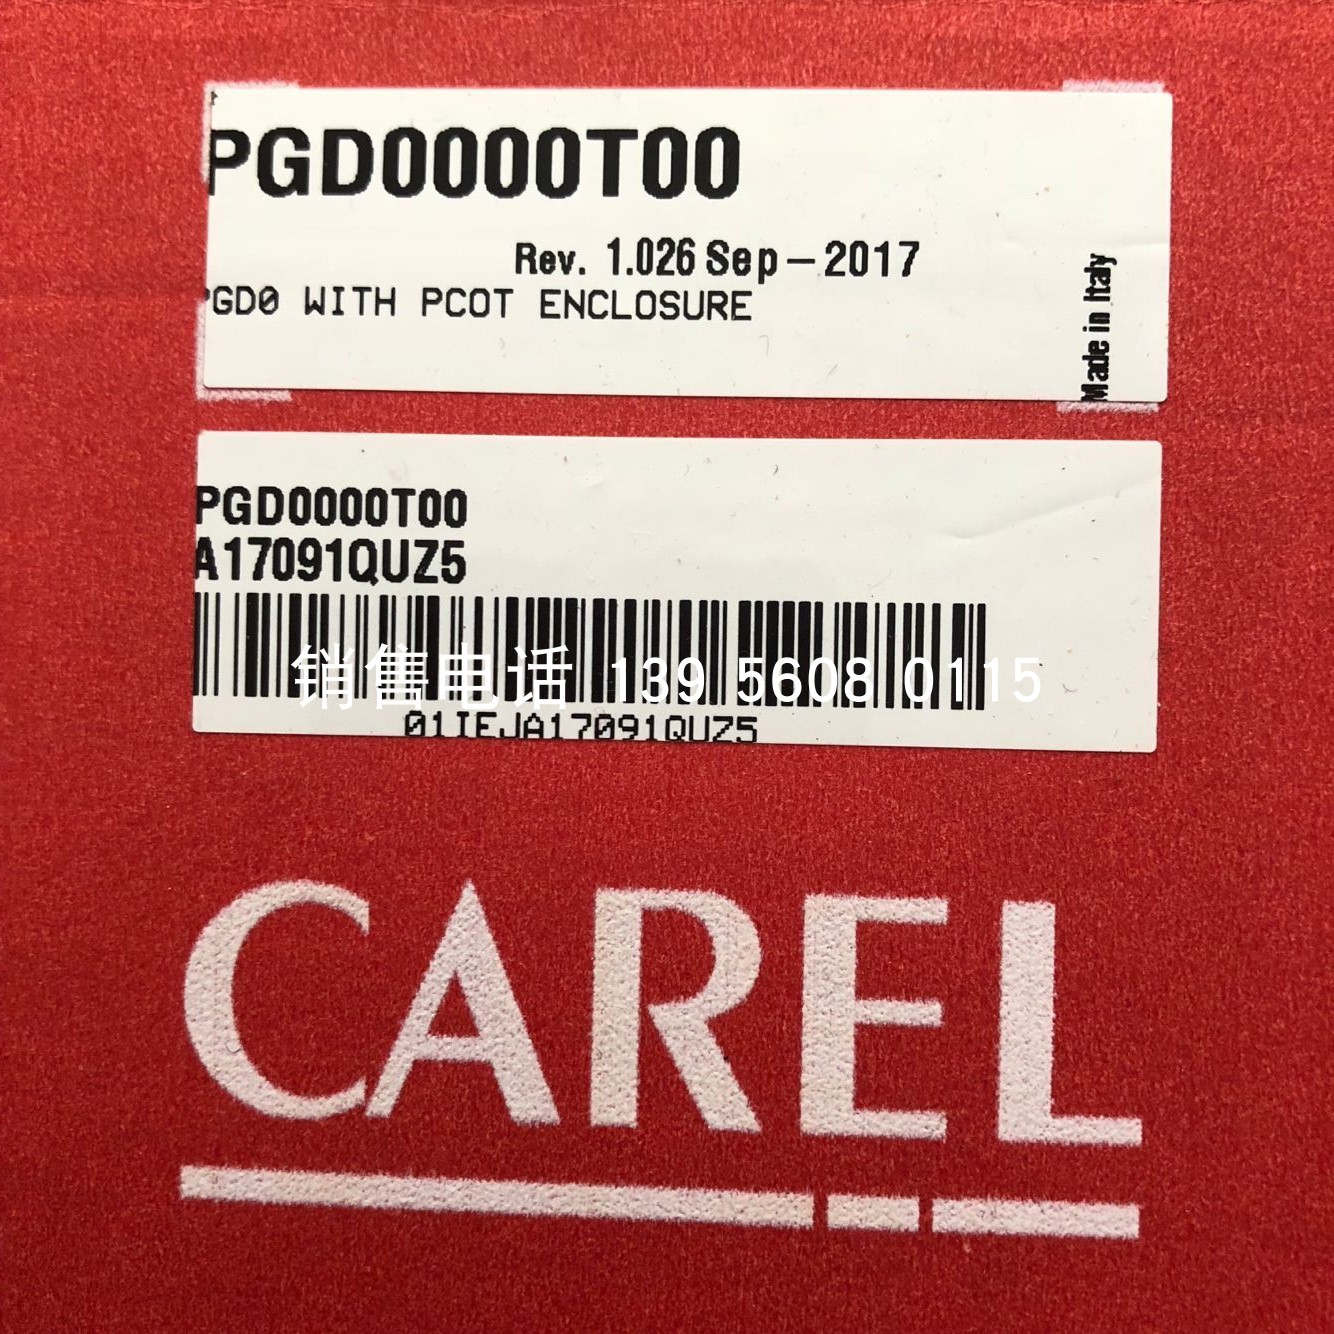 PGD0000T00
Rev. 1.026 Sep-2017
PGD0 WITH PCOT ENCLOSURE
Made in Italy
PGD0000T00
A17091QUZ5
销售电话 139 5608 0115
01IEJA17091QUZ5
CAREL